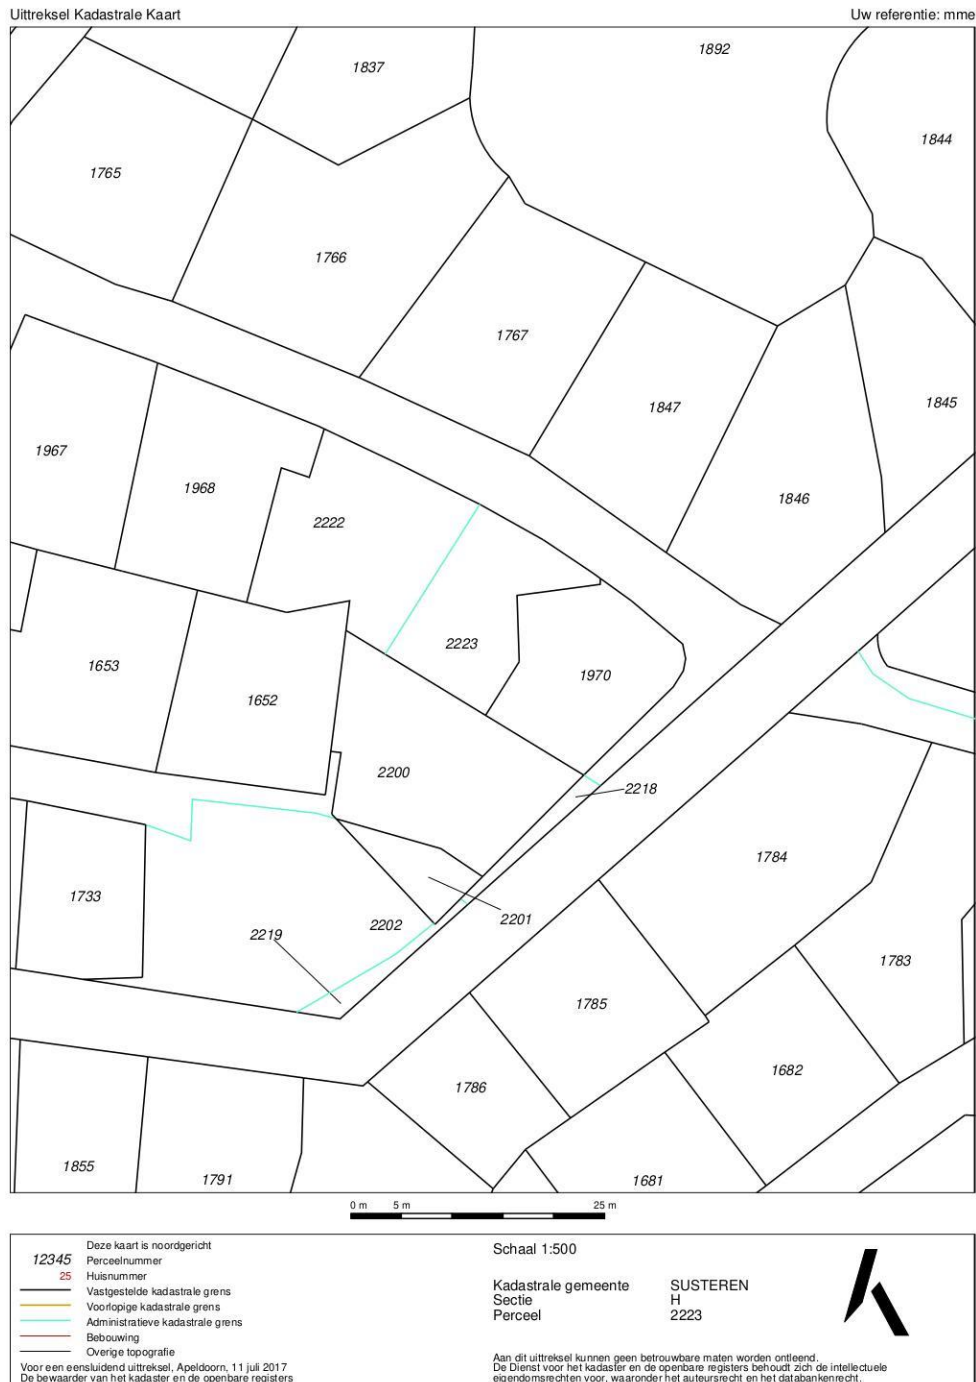 Uittreksel Kadastrale Kaart
Uw referentie: mme
1892
1837
1844
1765
1766
1767
1845
1847
1967
1968
1846
2222
2223
1653
1970
1652
2200
2218
1784
1733
2201
2202
2219
1783
1785
1682
1786
1855
1791
1681
0 m 5 m 25 m
Deze kaart is noordgericht
12345 Perceelnummer
25 Huisnummer
Vastgestelde kadastrale grens
Voorlopige kadastrale grens
Administratieve kadastrale grens
Bebouwing
Overige topografie
Voor een eensluidend uittreksel, Apeldoorn, 11 juli 2017
De bewaarder van het kadaster en de openbare registers
Schaal 1:500
Kadastrale gemeente SUSTEREN
Sectie H
Perceel 2223
Aan dit uittreksel kunnen geen betrouwbare maten worden ontleend.
De Dienst voor het kadaster en de openbare registers behoudt zich de intellectuele
eigendomsrechten voor, waaronder het auteursrecht en het databankenrecht.